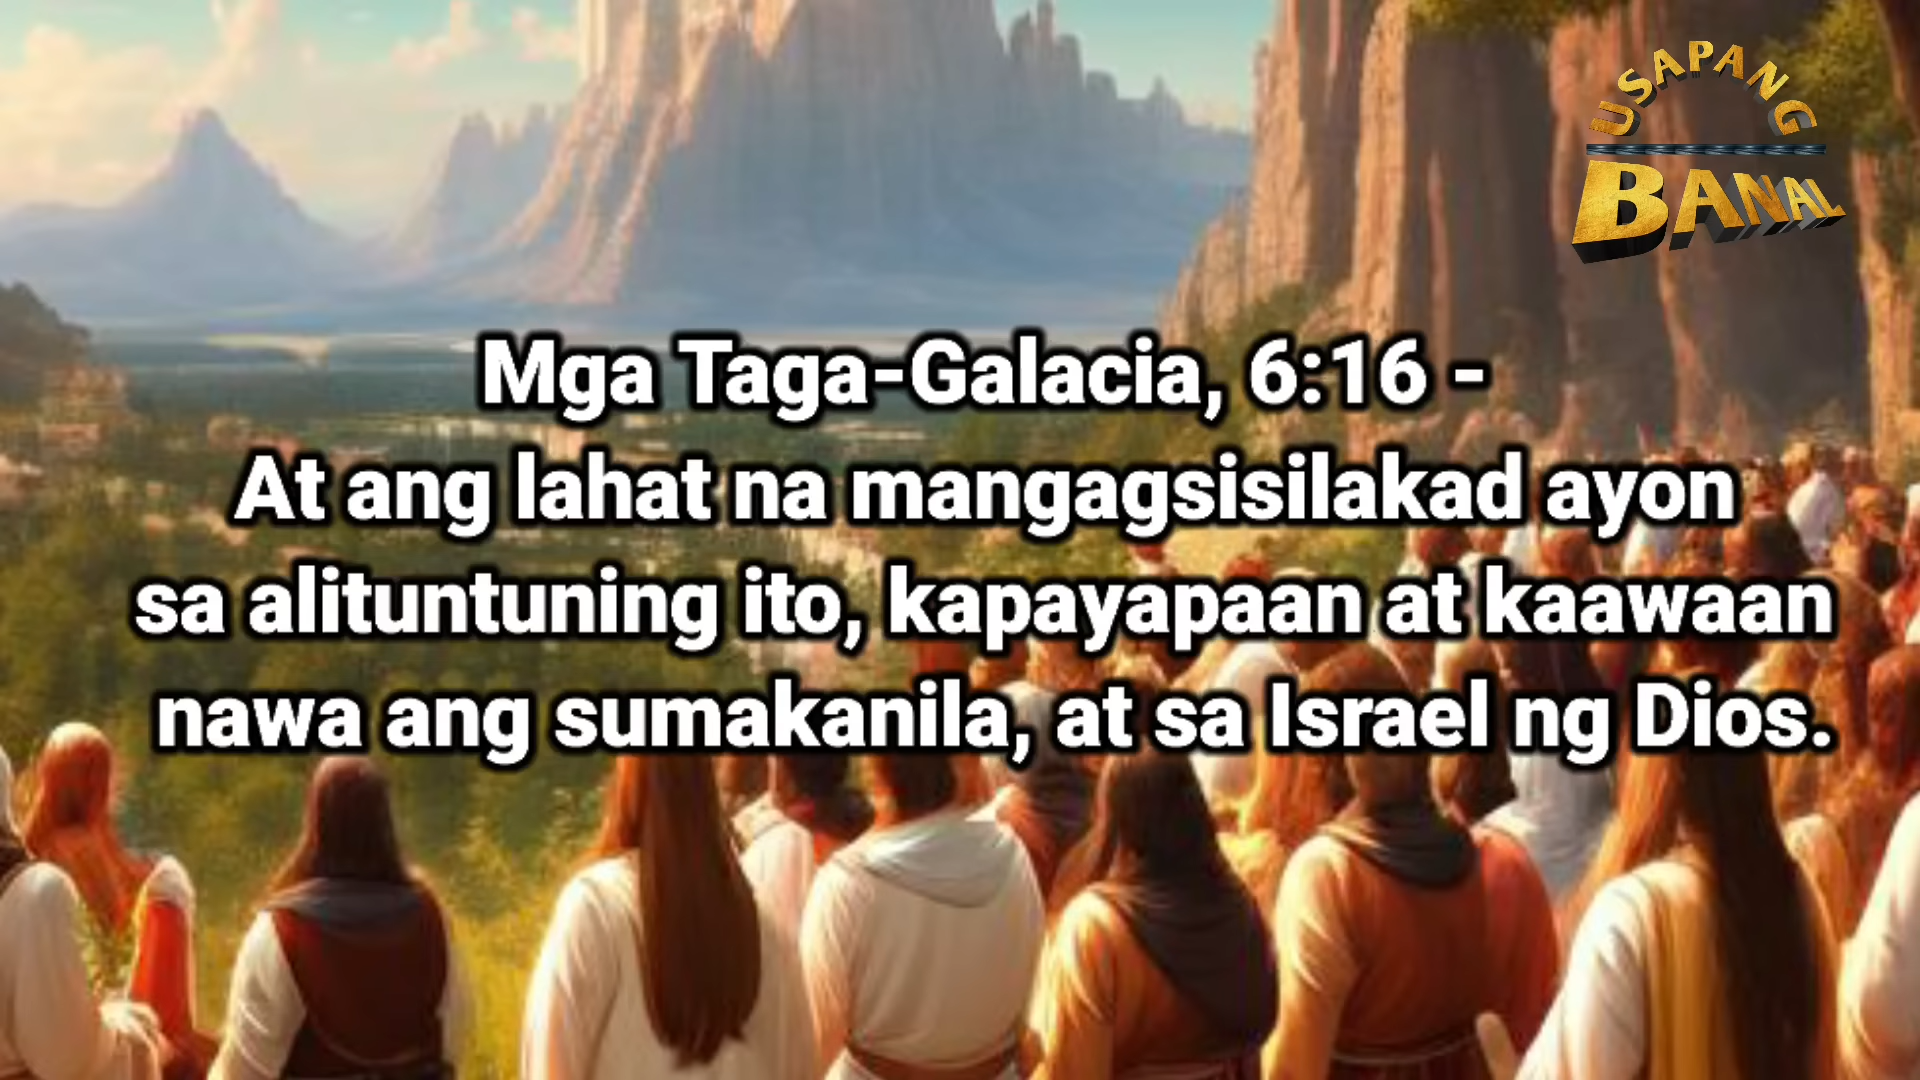 USAPANG
BANAL
Mga Taga-Galacia, 6:16 -
At ang lahat na mangagsisilakad ayon
sa alituntuning ito, kapayapaan at kaawaan
nawa ang sumakanila, at sa Israel ng Dios.